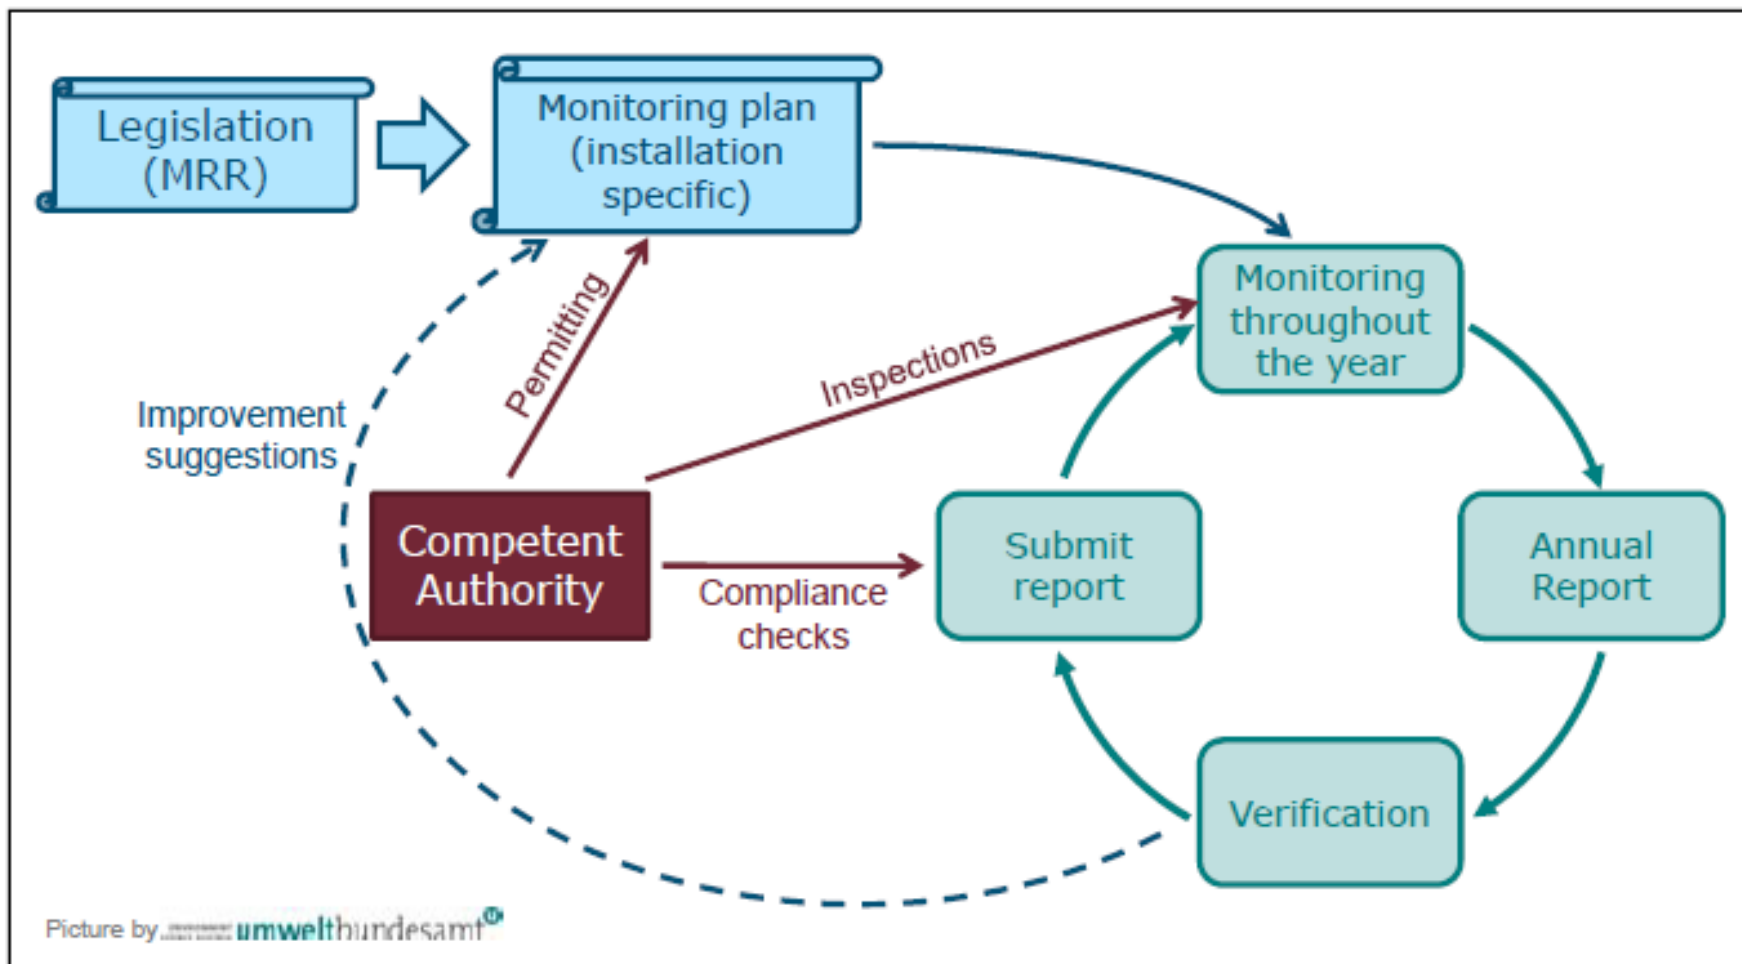 Legislation
(MRR)
Monitoring plan
(installation
specific)
Monitoring
throughout
the year
Permitting
Inspections
Improvement
suggestions
Competent
Authority
Compliance
checks
Submit
report
Annual
Report
Verification
Picture by umweltbundesamt